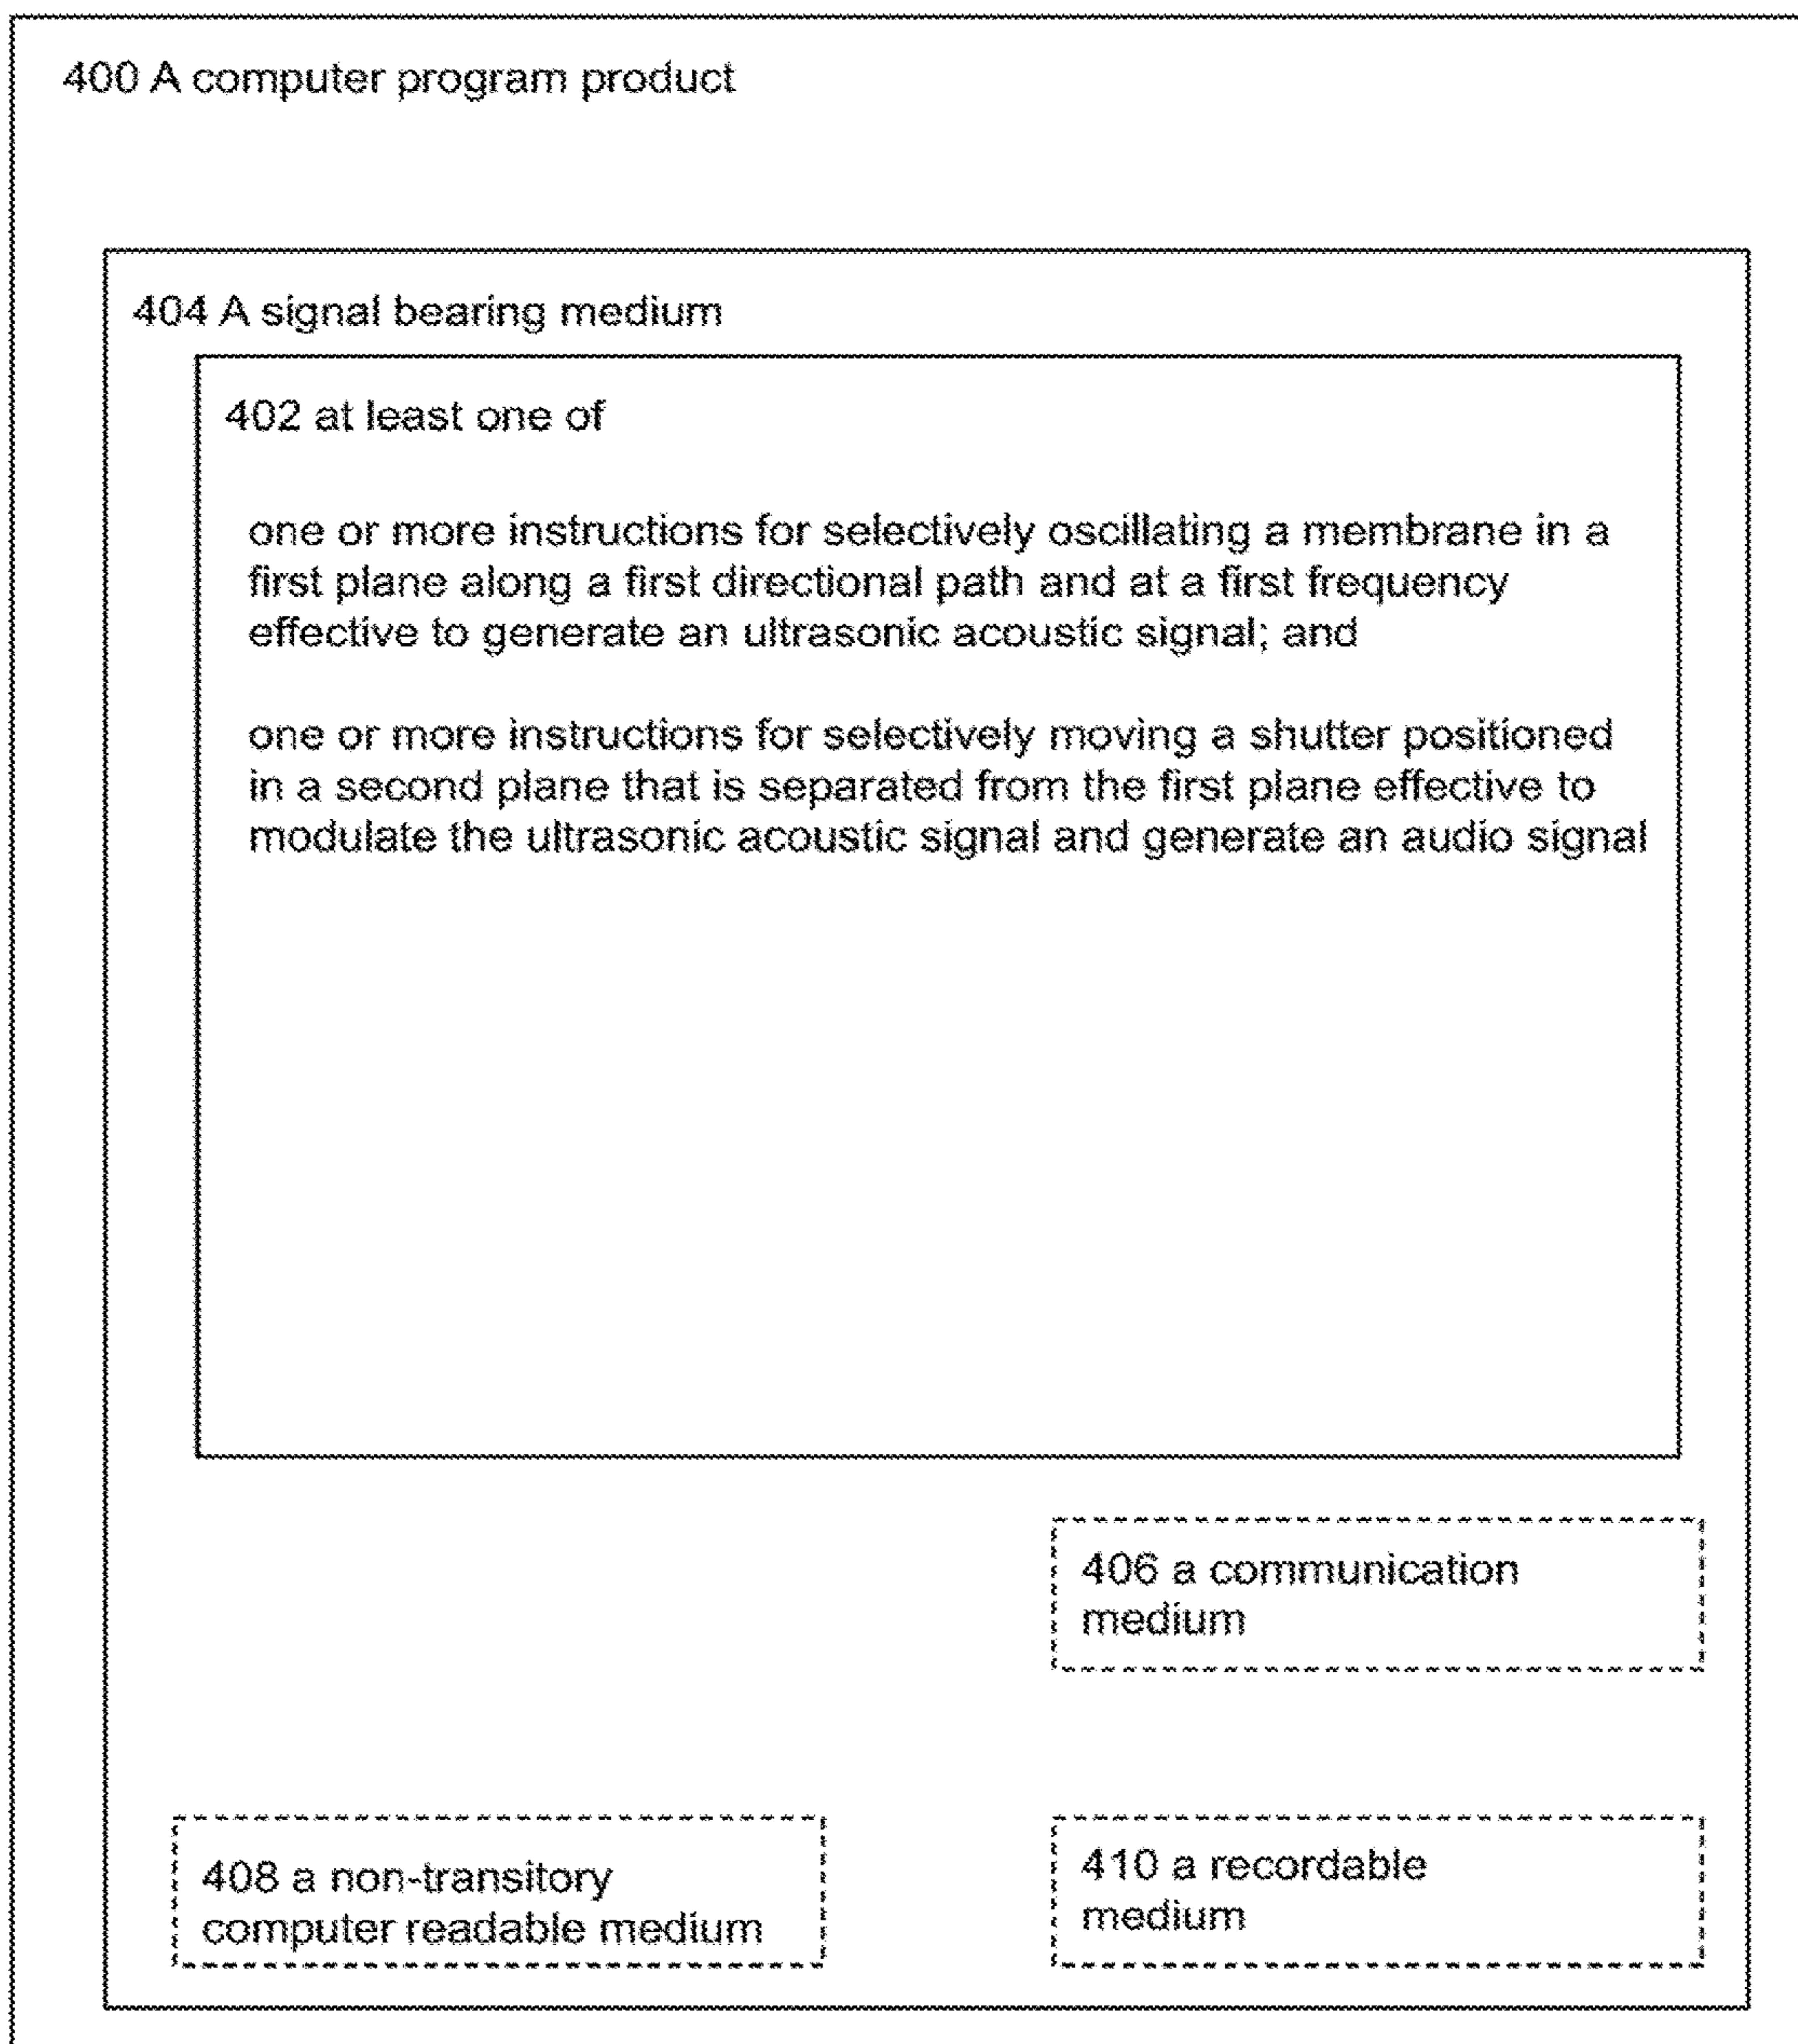 400 A computer program product
404 A signal bearing medium
402 at least one of
one or more instructions for selectively oscillating a membrane in a
first plane along a first directional path and at a first frequency
effective to generate an ultrasonic acoustic signal; and
one or more instructions for selectively moving a shutter positioned
in a second plane that is separated from the first plane effective to
modulate the ultrasonic acoustic signal and generate an audio signal
406 a communication
medium
408 a non-transitory
computer readable medium
410 a recordable
medium